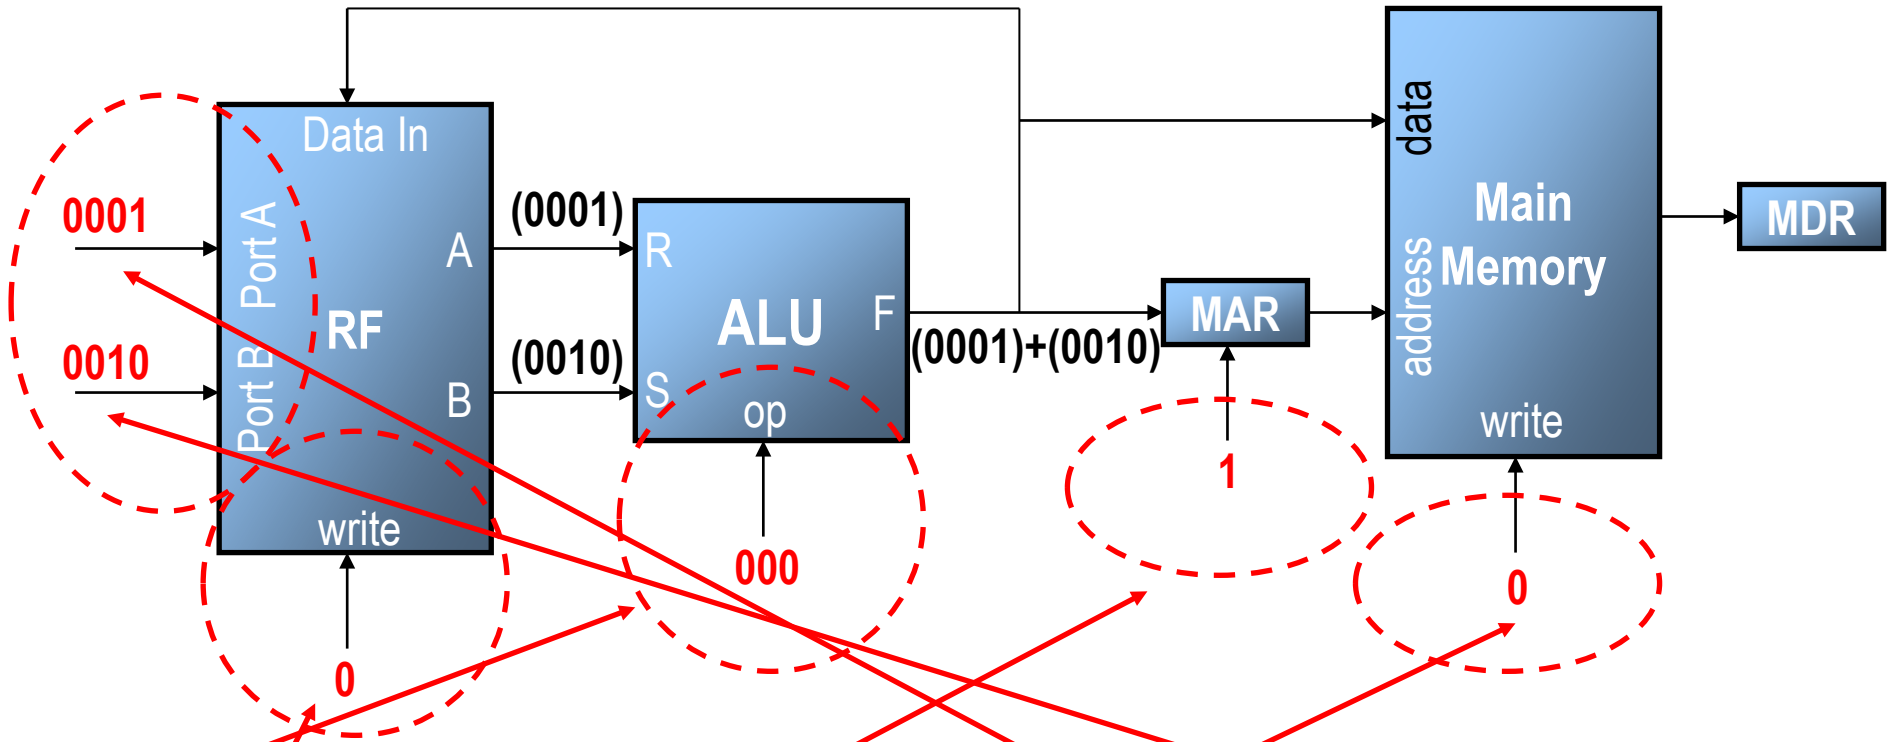 Data In
0001
Port A
A
(0001)
R
0010
Port B
RF
B
(0010)
S
write
0
ALU
F
op
000
(0001)+(0010)
MAR
1
data
address
Main
Memory
write
0
MDR